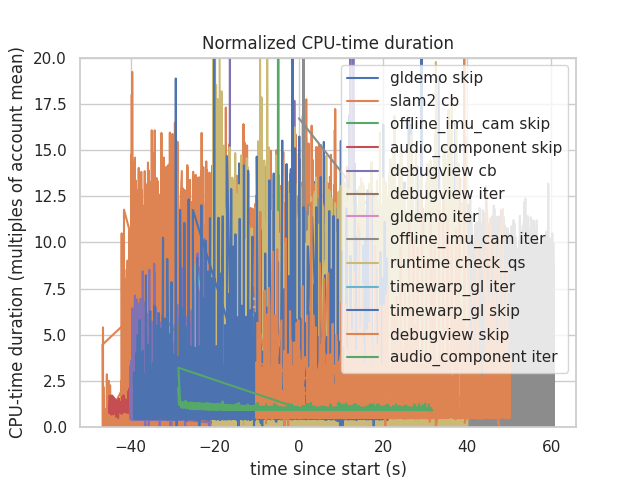 Normalized CPU-time duration
CPU-time duration (multiples of account mean)
20.0
17.5
15.0
12.5
10.0
7.5
5.0
2.5
0.0
gldemo skip
slam2 cb
offline_imu_cam skip
audio_component skip
debugview cb
debugview iter
gldemo iter
offline_imu_cam iter
runtime check_qs
timewarp_gl iter
timewarp_gl skip
debugview skip
audio_component iter
−40 −20 0 20 40 60
time since start (s)